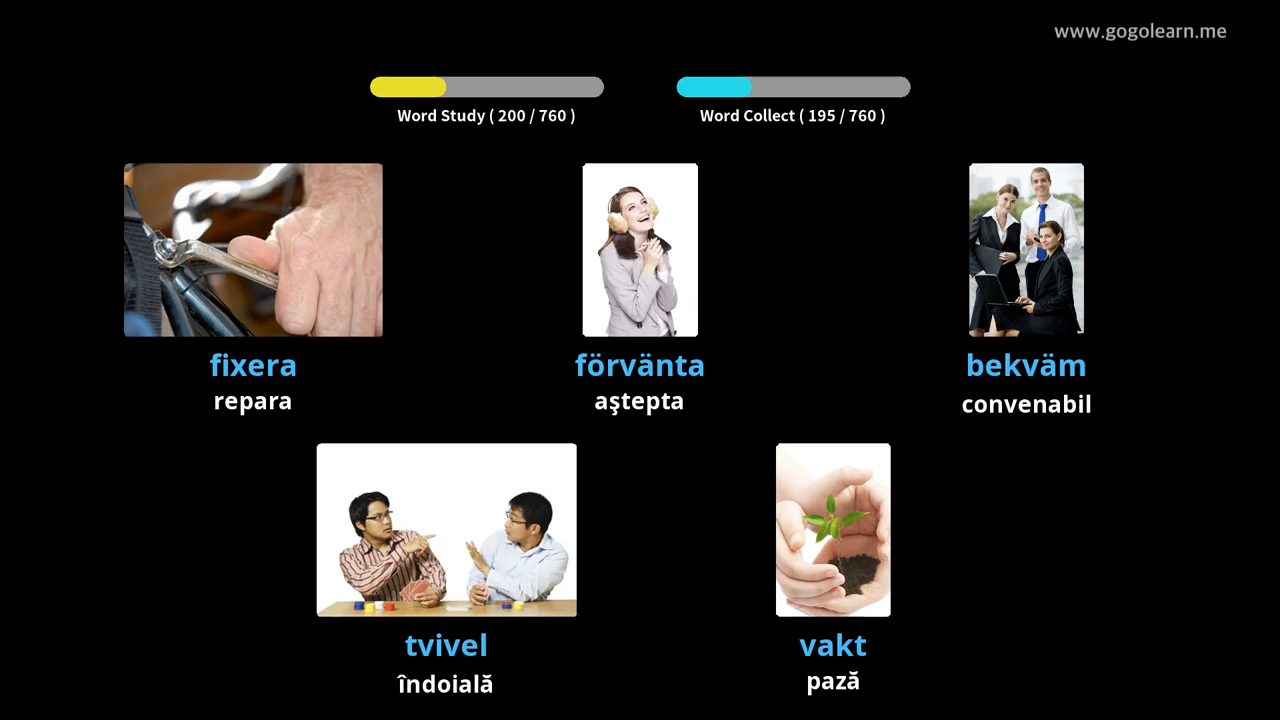 www.gogolearn.me
Word Study ( 200 / 760 )
Word Collect ( 195 / 760 )
fixera
repara
förvänta
aştepta
bekväm
convenabil
tvivel
îndoială
vakt
pază